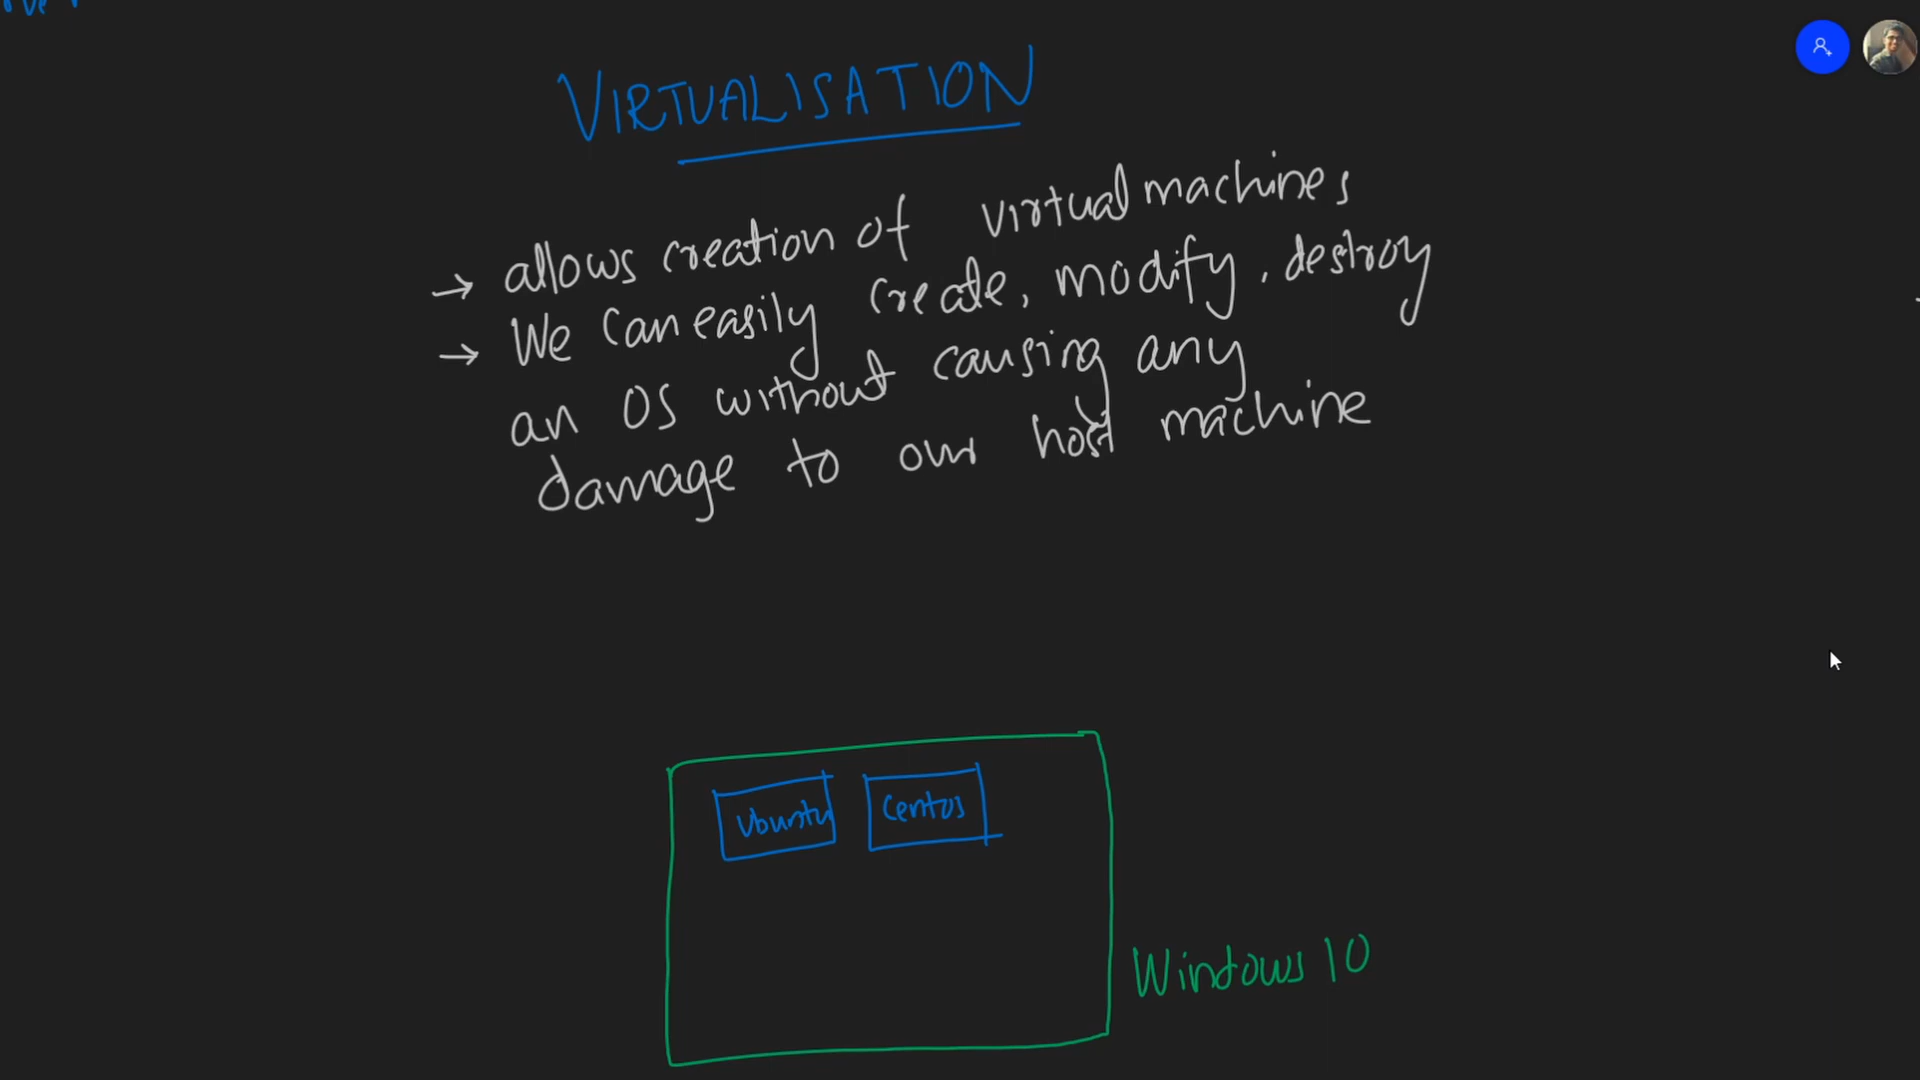 VIRTUALISATION
→ allows creation of virtual machines
→ We can easily create, modify, destroy
an OS without causing any
damage to our host machine
Ubuntu Centos
Windows 10